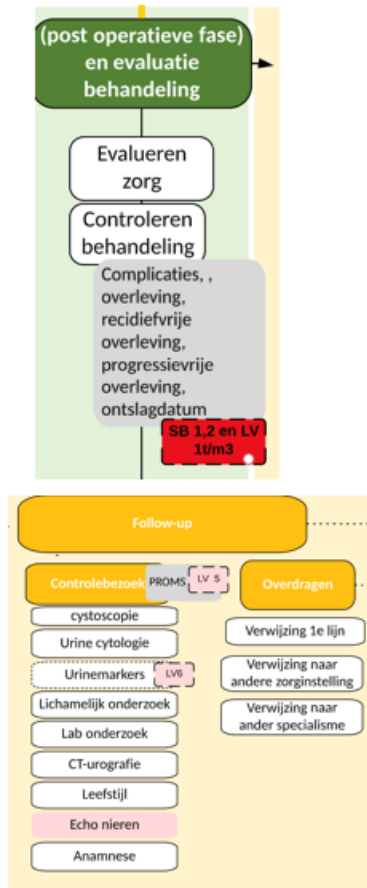 (post operatieve fase)
en evaluatie
behandeling
Evalueren
zorg
Controleren
behandeling
Complicaties, ,
overleving,
recidiefvrije
overleving,
progressievrije
overleving,
ontslagdatum
SB 1,2 en LV
1t/m3
Follow-up
Controlebezoek
PROMS
LV 5
Overdragen
cystoscopie
Urine cytologie
Urinemarkers
LV6
Lichamelijk onderzoek
Lab onderzoek
CT-urografie
Leefstijl
Echo nieren
Anamnese
Verwijzing 1e lijn
Verwijzing naar
andere zorginstelling
Verwijzing naar
ander specialisme